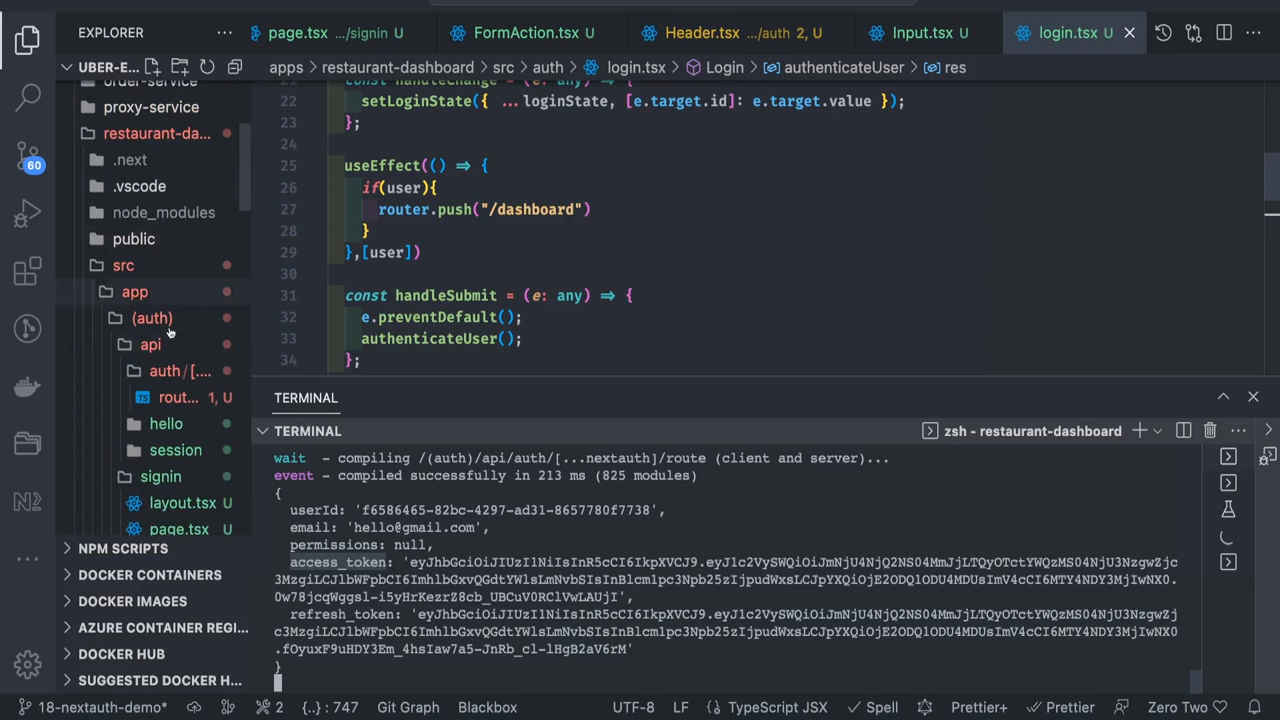 EXPLORER
page.tsx .../signin U
FormAction.tsx U
Header.tsx .../auth 2, U
Input.tsx U
login.tsx U
UBER-E...
apps > restaurant-dashboard > src > auth > login.tsx > Login > authenticateUser > res
order-service
proxy-service
restaurant-da...
.next
.vscode
node_modules
public
src
app
(auth)
api
auth / [....
rout... 1, U
hello
session
signin
layout.tsx U
page.tsx U
NPM SCRIPTS
DOCKER CONTAINERS
DOCKER IMAGES
AZURE CONTAINER REGI...
DOCKER HUB
SUGGESTED DOCKER H...
60
21 const handleChange = (e: any) => {
22 setLoginState({ ...loginState, [e.target.id]: e.target.value });
23 };
24
25 useEffect(() => {
26 if(user){
27 router.push("/dashboard")
28 }
29 },[user])
30
31 const handleSubmit = (e: any) => {
32 e.preventDefault();
33 authenticateUser();
34 };
TERMINAL
TERMINAL
zsh - restaurant-dashboard
wait - compiling /(auth)/api/auth/[...nextauth]/route (client and server)...
event - compiled successfully in 213 ms (825 modules)
{
userId: 'f6586465-82bc-4297-ad31-8657780f7738',
email: 'hello@gmail.com',
permissions: null,
access_token:
refresh_token:
}
18-nextauth-demo*
2
{..} : 747
Git Graph
Blackbox
UTF-8
LF
TypeScript JSX
Spell
Prettier+
Prettier
Zero Two